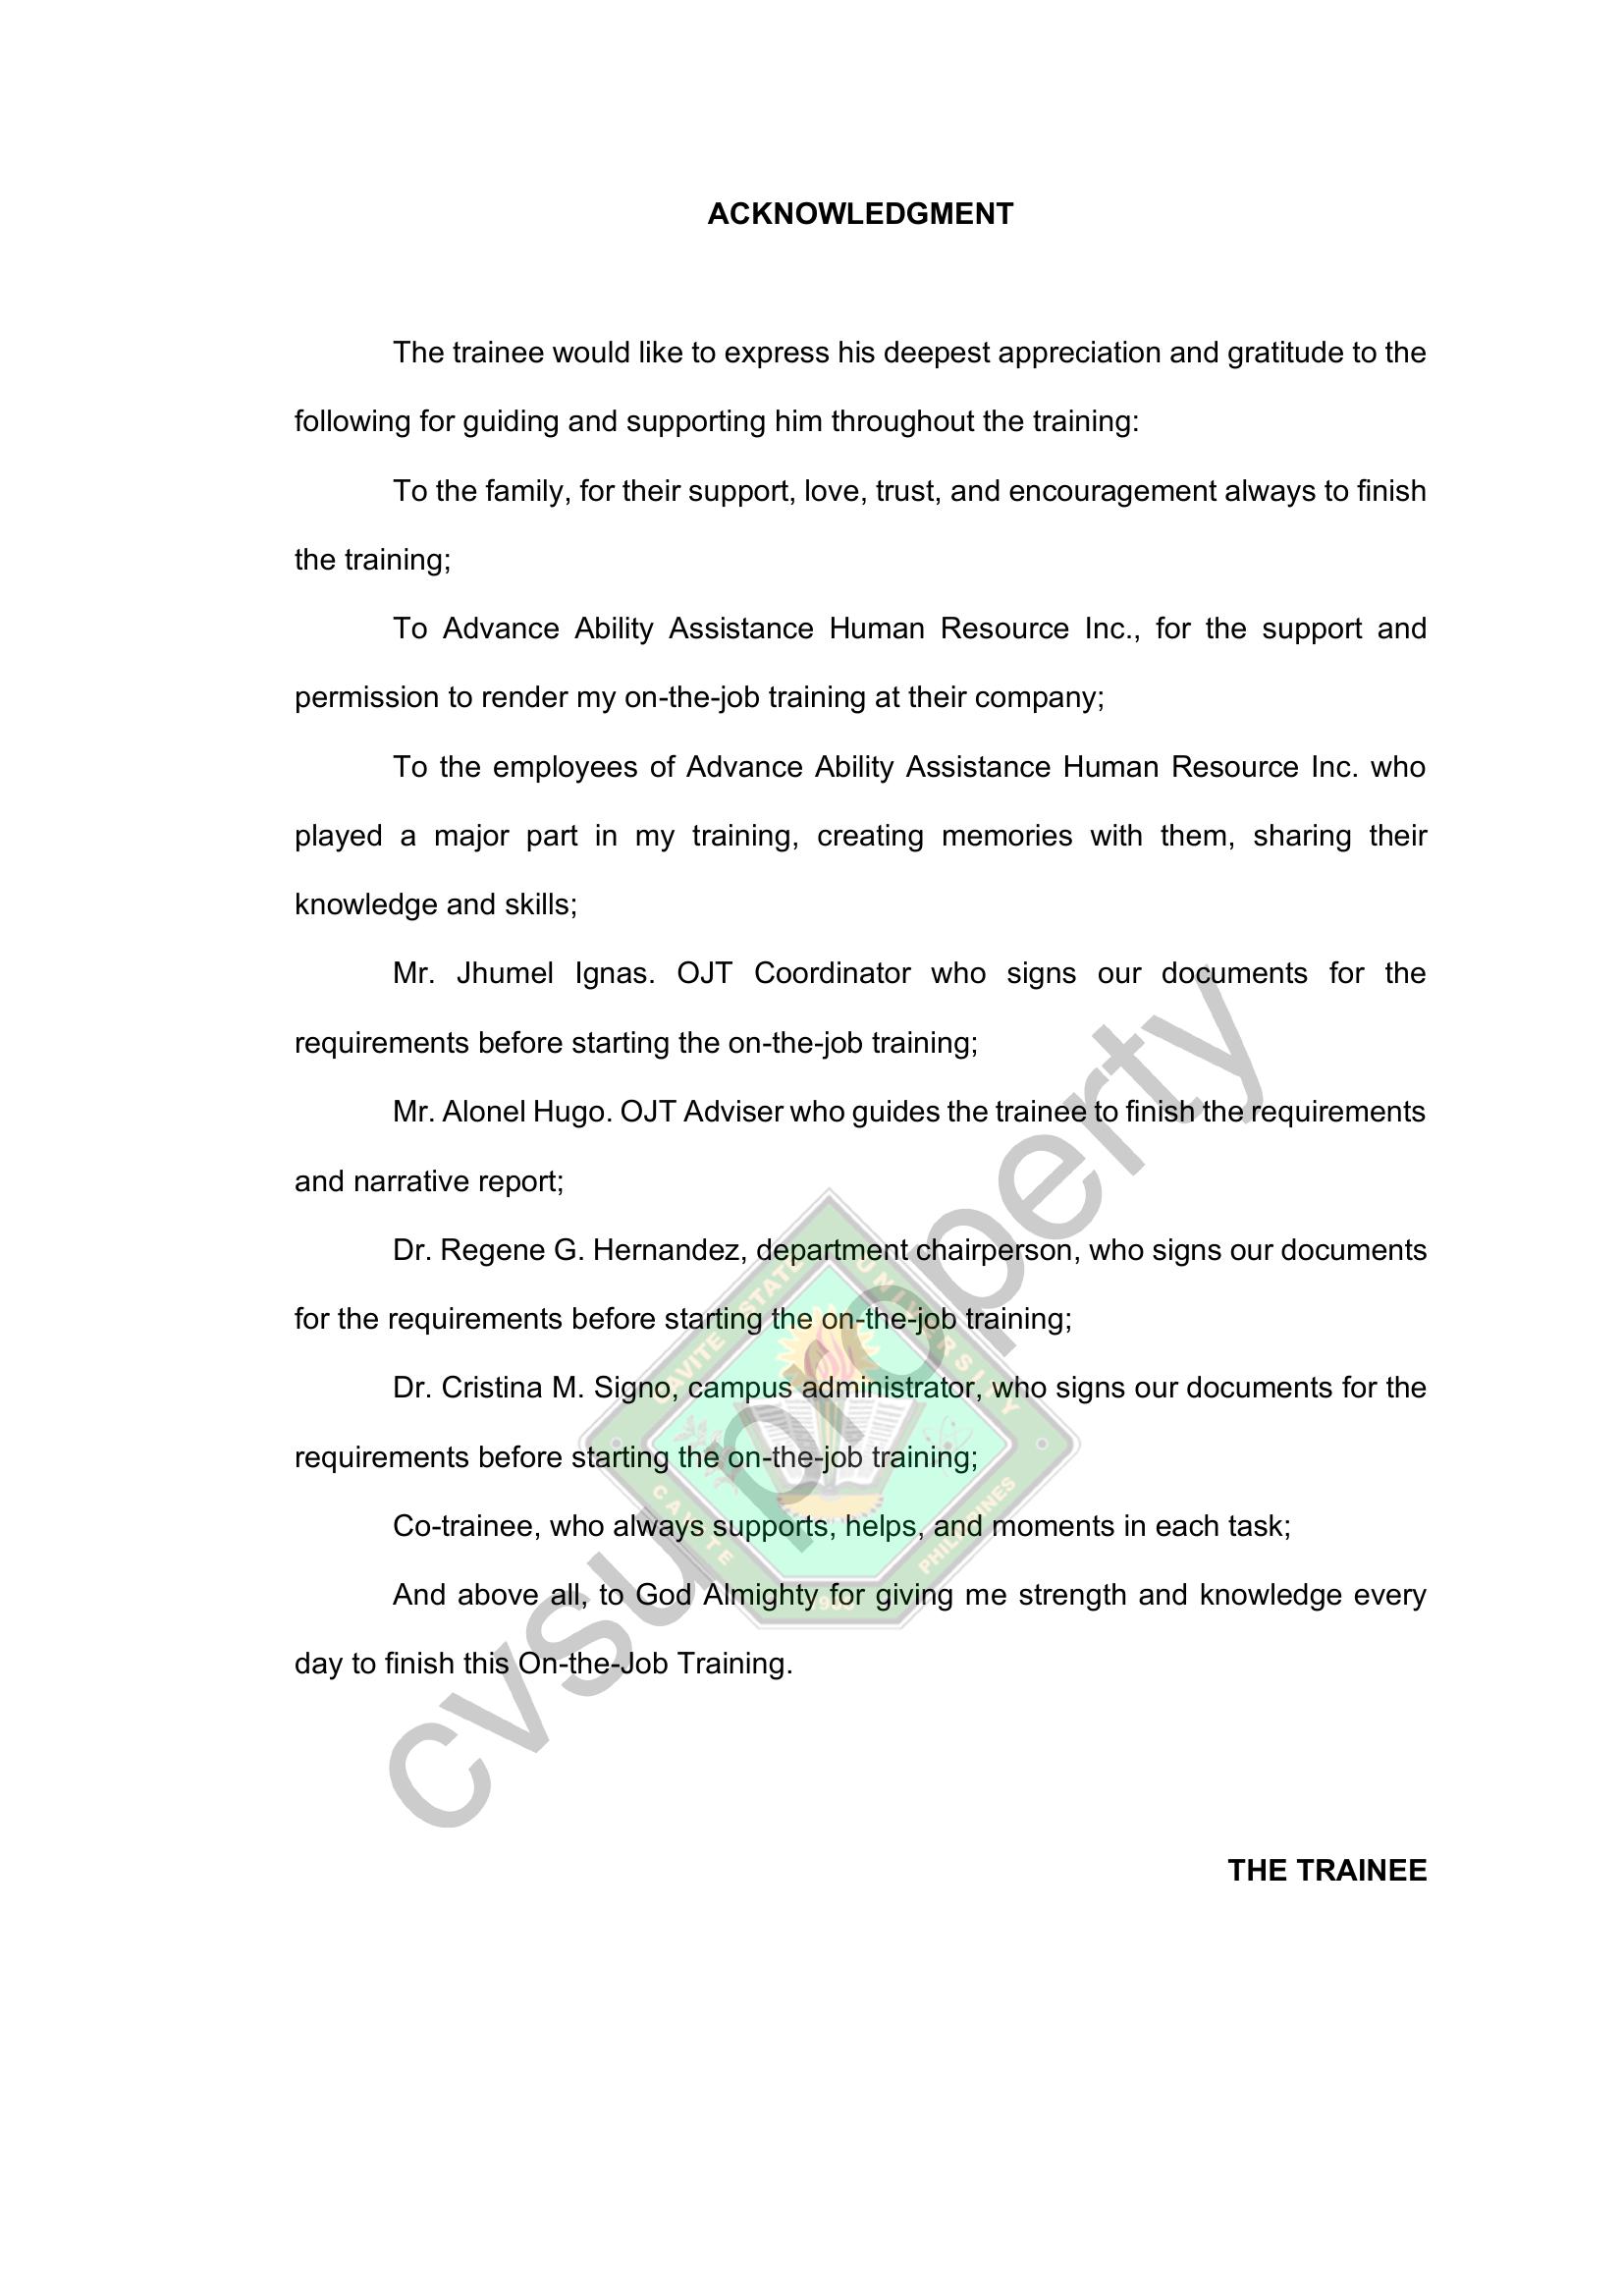 ACKNOWLEDGMENT
The trainee would like to express his deepest appreciation and gratitude to the
following for guiding and supporting him throughout the training:
To the family, for their support, love, trust, and encouragement always to finish
the training;
To Advance Ability Assistance Human Resource Inc., for the support and
permission to render my on-the-job training at their company;
To the employees of Advance Ability Assistance Human Resource Inc. who
played a major part in my training, creating memories with them, sharing their
knowledge and skills;
Mr. Jhumel Ignas. OJT Coordinator who signs our documents for the
requirements before starting the on-the-job training;
Mr. Alonel Hugo. OJT Adviser who guides the trainee to finish the requirements
and narrative report;
Dr. Regene G. Hernandez, department chairperson, who signs our documents
for the requirements before starting the on-the-job training;
Dr. Cristina M. Signo, campus administrator, who signs our documents for the
requirements before starting the on-the-job training;
Co-trainee, who always supports, helps, and moments in each task;
And above all, to God Almighty for giving me strength and knowledge every
day to finish this On-the-Job Training.
THE TRAINEE
cvsu property
CAVITE STATE UNIVERSITY
CAVITE
PHILIPPINES